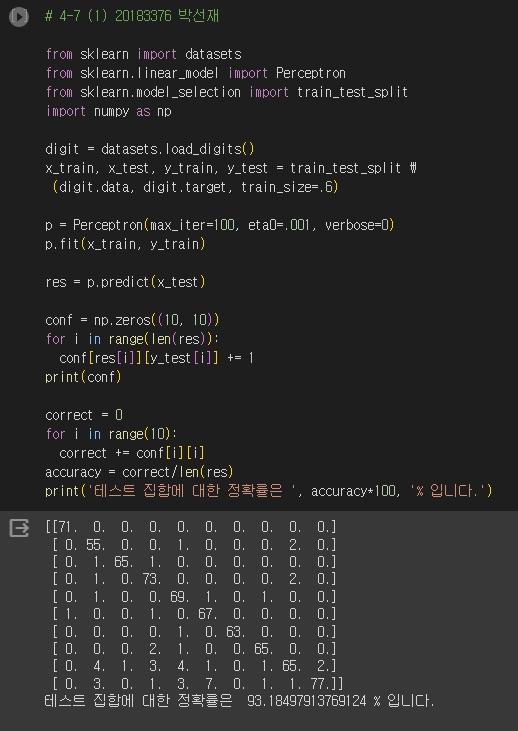 # 4-7 (1) 20183376 박선재
from sklearn import datasets
from sklearn.linear_model import Perceptron
from sklearn.model_selection import train_test_split
import numpy as np
digit = datasets.load_digits()
x_train, x_test, y_train, y_test = train_test_split ₩
(digit.data, digit.target, train_size=.6)
p = Perceptron(max_iter=100, eta0=.001, verbose=0)
p.fit(x_train, y_train)
res = p.predict(x_test)
conf = np.zeros((10, 10))
for i in range(len(res)):
conf[res[i]][y_test[i]] += 1
print(conf)
correct = 0
for i in range(10):
correct += conf[i][i]
accuracy = correct/len(res)
print('테스트 집합에 대한 정확률은 ', accuracy*100, '% 입니다.')
[[71. 0. 0. 0. 0. 0. 0. 0. 0. 0.]
[ 0. 55. 0. 0. 1. 0. 0. 0. 2. 0.]
[ 0. 1. 65. 1. 0. 0. 0. 0. 0. 0.]
[ 0. 1. 0. 73. 0. 0. 0. 0. 2. 0.]
[ 0. 1. 0. 0. 69. 1. 0. 1. 0. 0.]
[ 1. 0. 0. 1. 0. 67. 0. 0. 0. 0.]
[ 0. 0. 0. 0. 1. 0. 63. 0. 0. 0.]
[ 0. 0. 0. 2. 1. 0. 0. 65. 0. 0.]
[ 0. 4. 1. 3. 4. 1. 0. 1. 65. 2.]
[ 0. 3. 0. 1. 3. 7. 0. 1. 1. 77.]]
테스트 집합에 대한 정확률은  93.18497913769124 % 입니다.